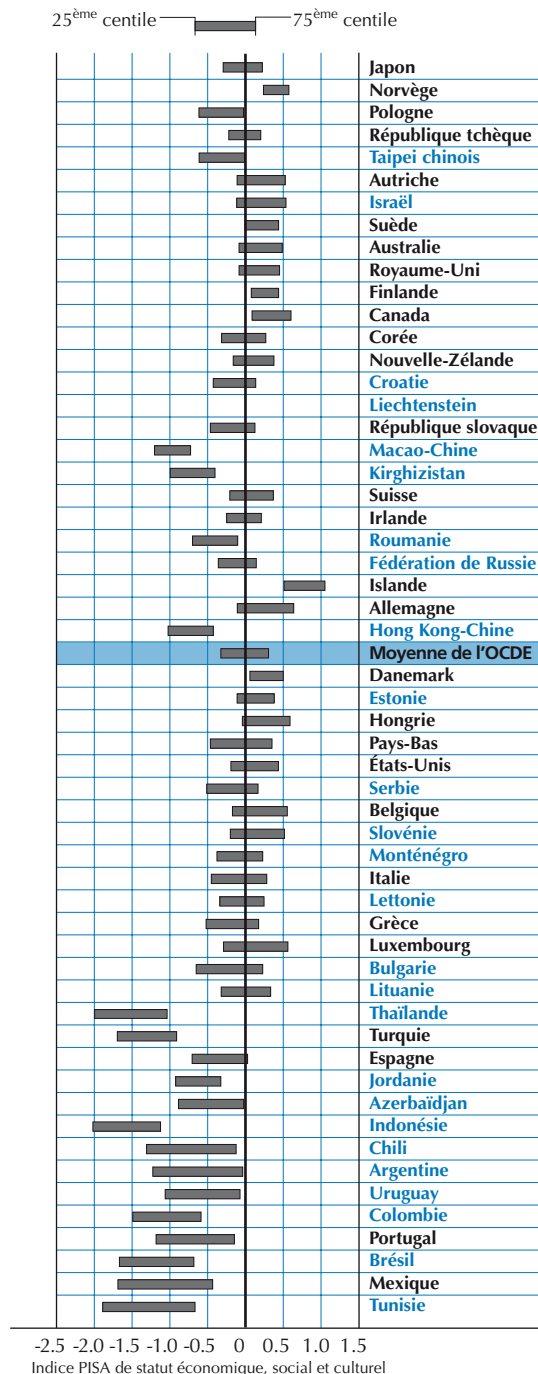 25ème centile 75ème centile
Japon
Norvège
Pologne
République tchèque
Taipei chinois
Autriche
Israël
Suède
Australie
Royaume-Uni
Finlande
Canada
Corée
Nouvelle-Zélande
Croatie
Liechtenstein
République slovaque
Macao-Chine
Kirghizistan
Suisse
Irlande
Roumanie
Fédération de Russie
Islande
Allemagne
Hong Kong-Chine
Moyenne de l’OCDE
Danemark
Estonie
Hongrie
Pays-Bas
États-Unis
Serbie
Belgique
Slovénie
Monténégro
Italie
Lettonie
Grèce
Luxembourg
Bulgarie
Lituanie
Thaïlande
Turquie
Espagne
Jordanie
Azerbaïdjan
Indonésie
Chili
Argentine
Uruguay
Colombie
Portugal
Brésil
Mexique
Tunisie
-2.5 -2.0 -1.5 -1.0 -0.5 0 0.5 1.0 1.5
Indice PISA de statut économique, social et culturel